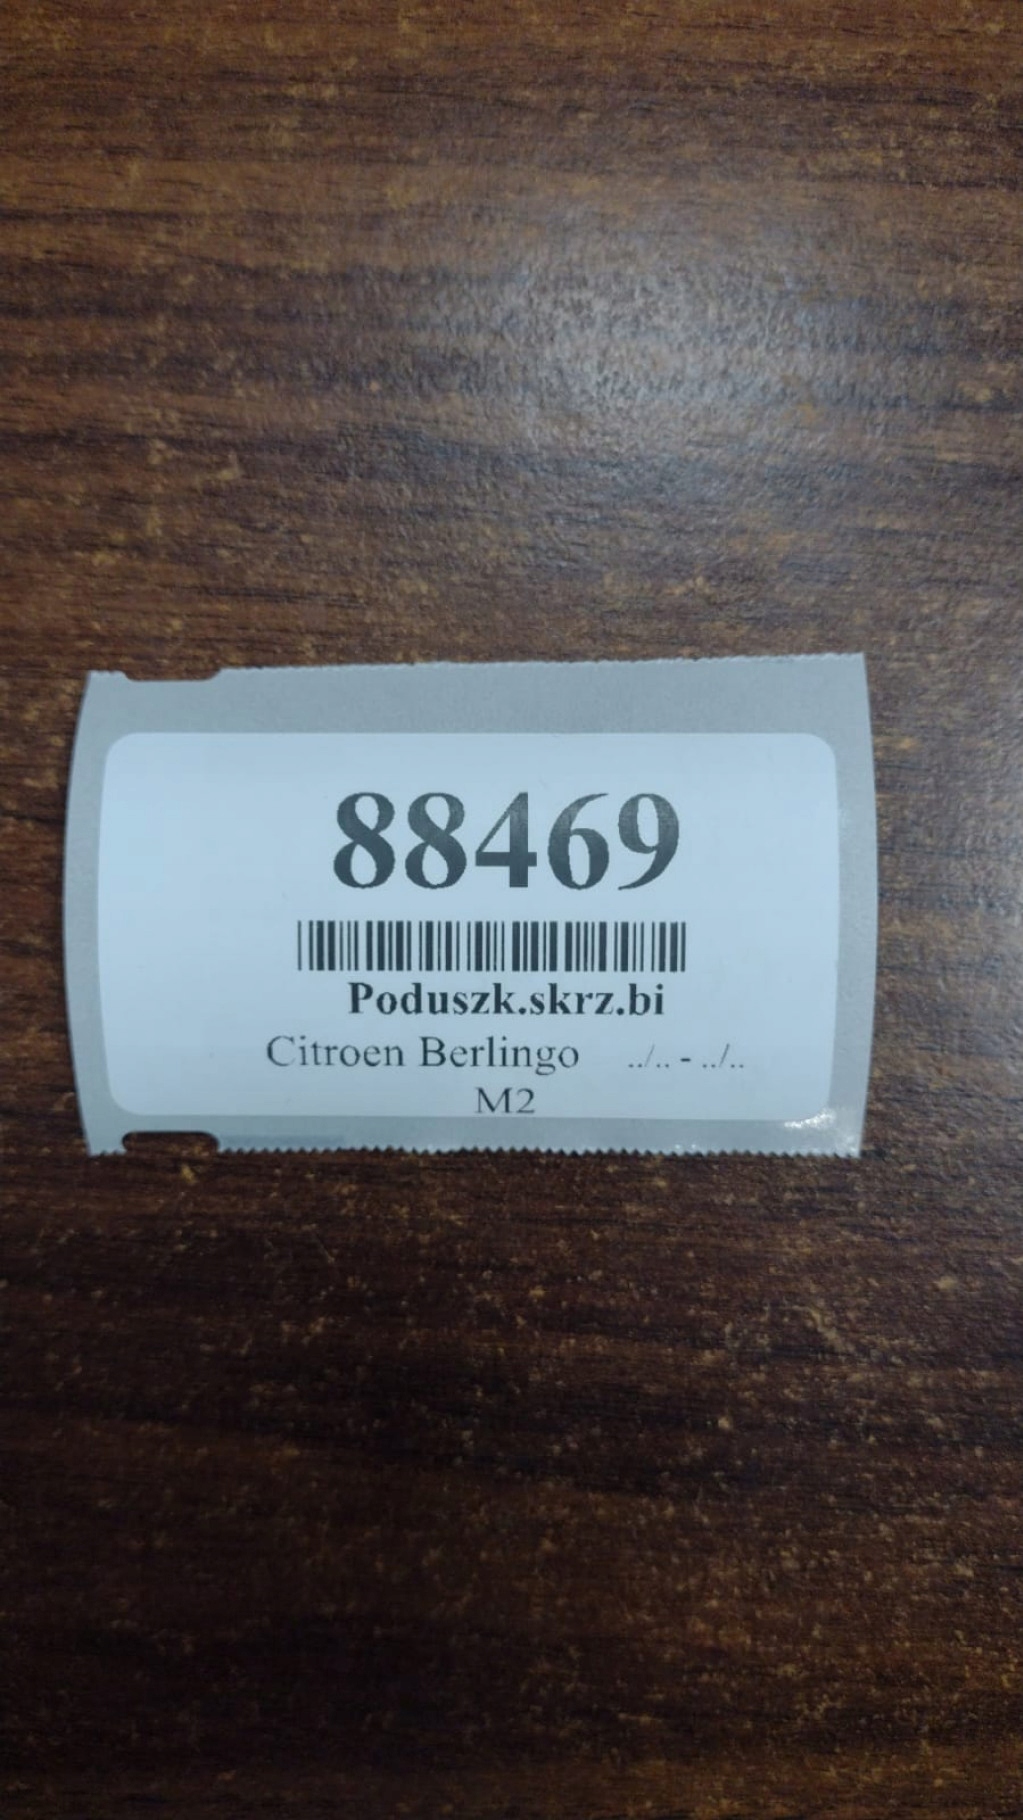 88469
Poduszk.skrz.bi
Citroen Berlingo ../.. - ../..
M2